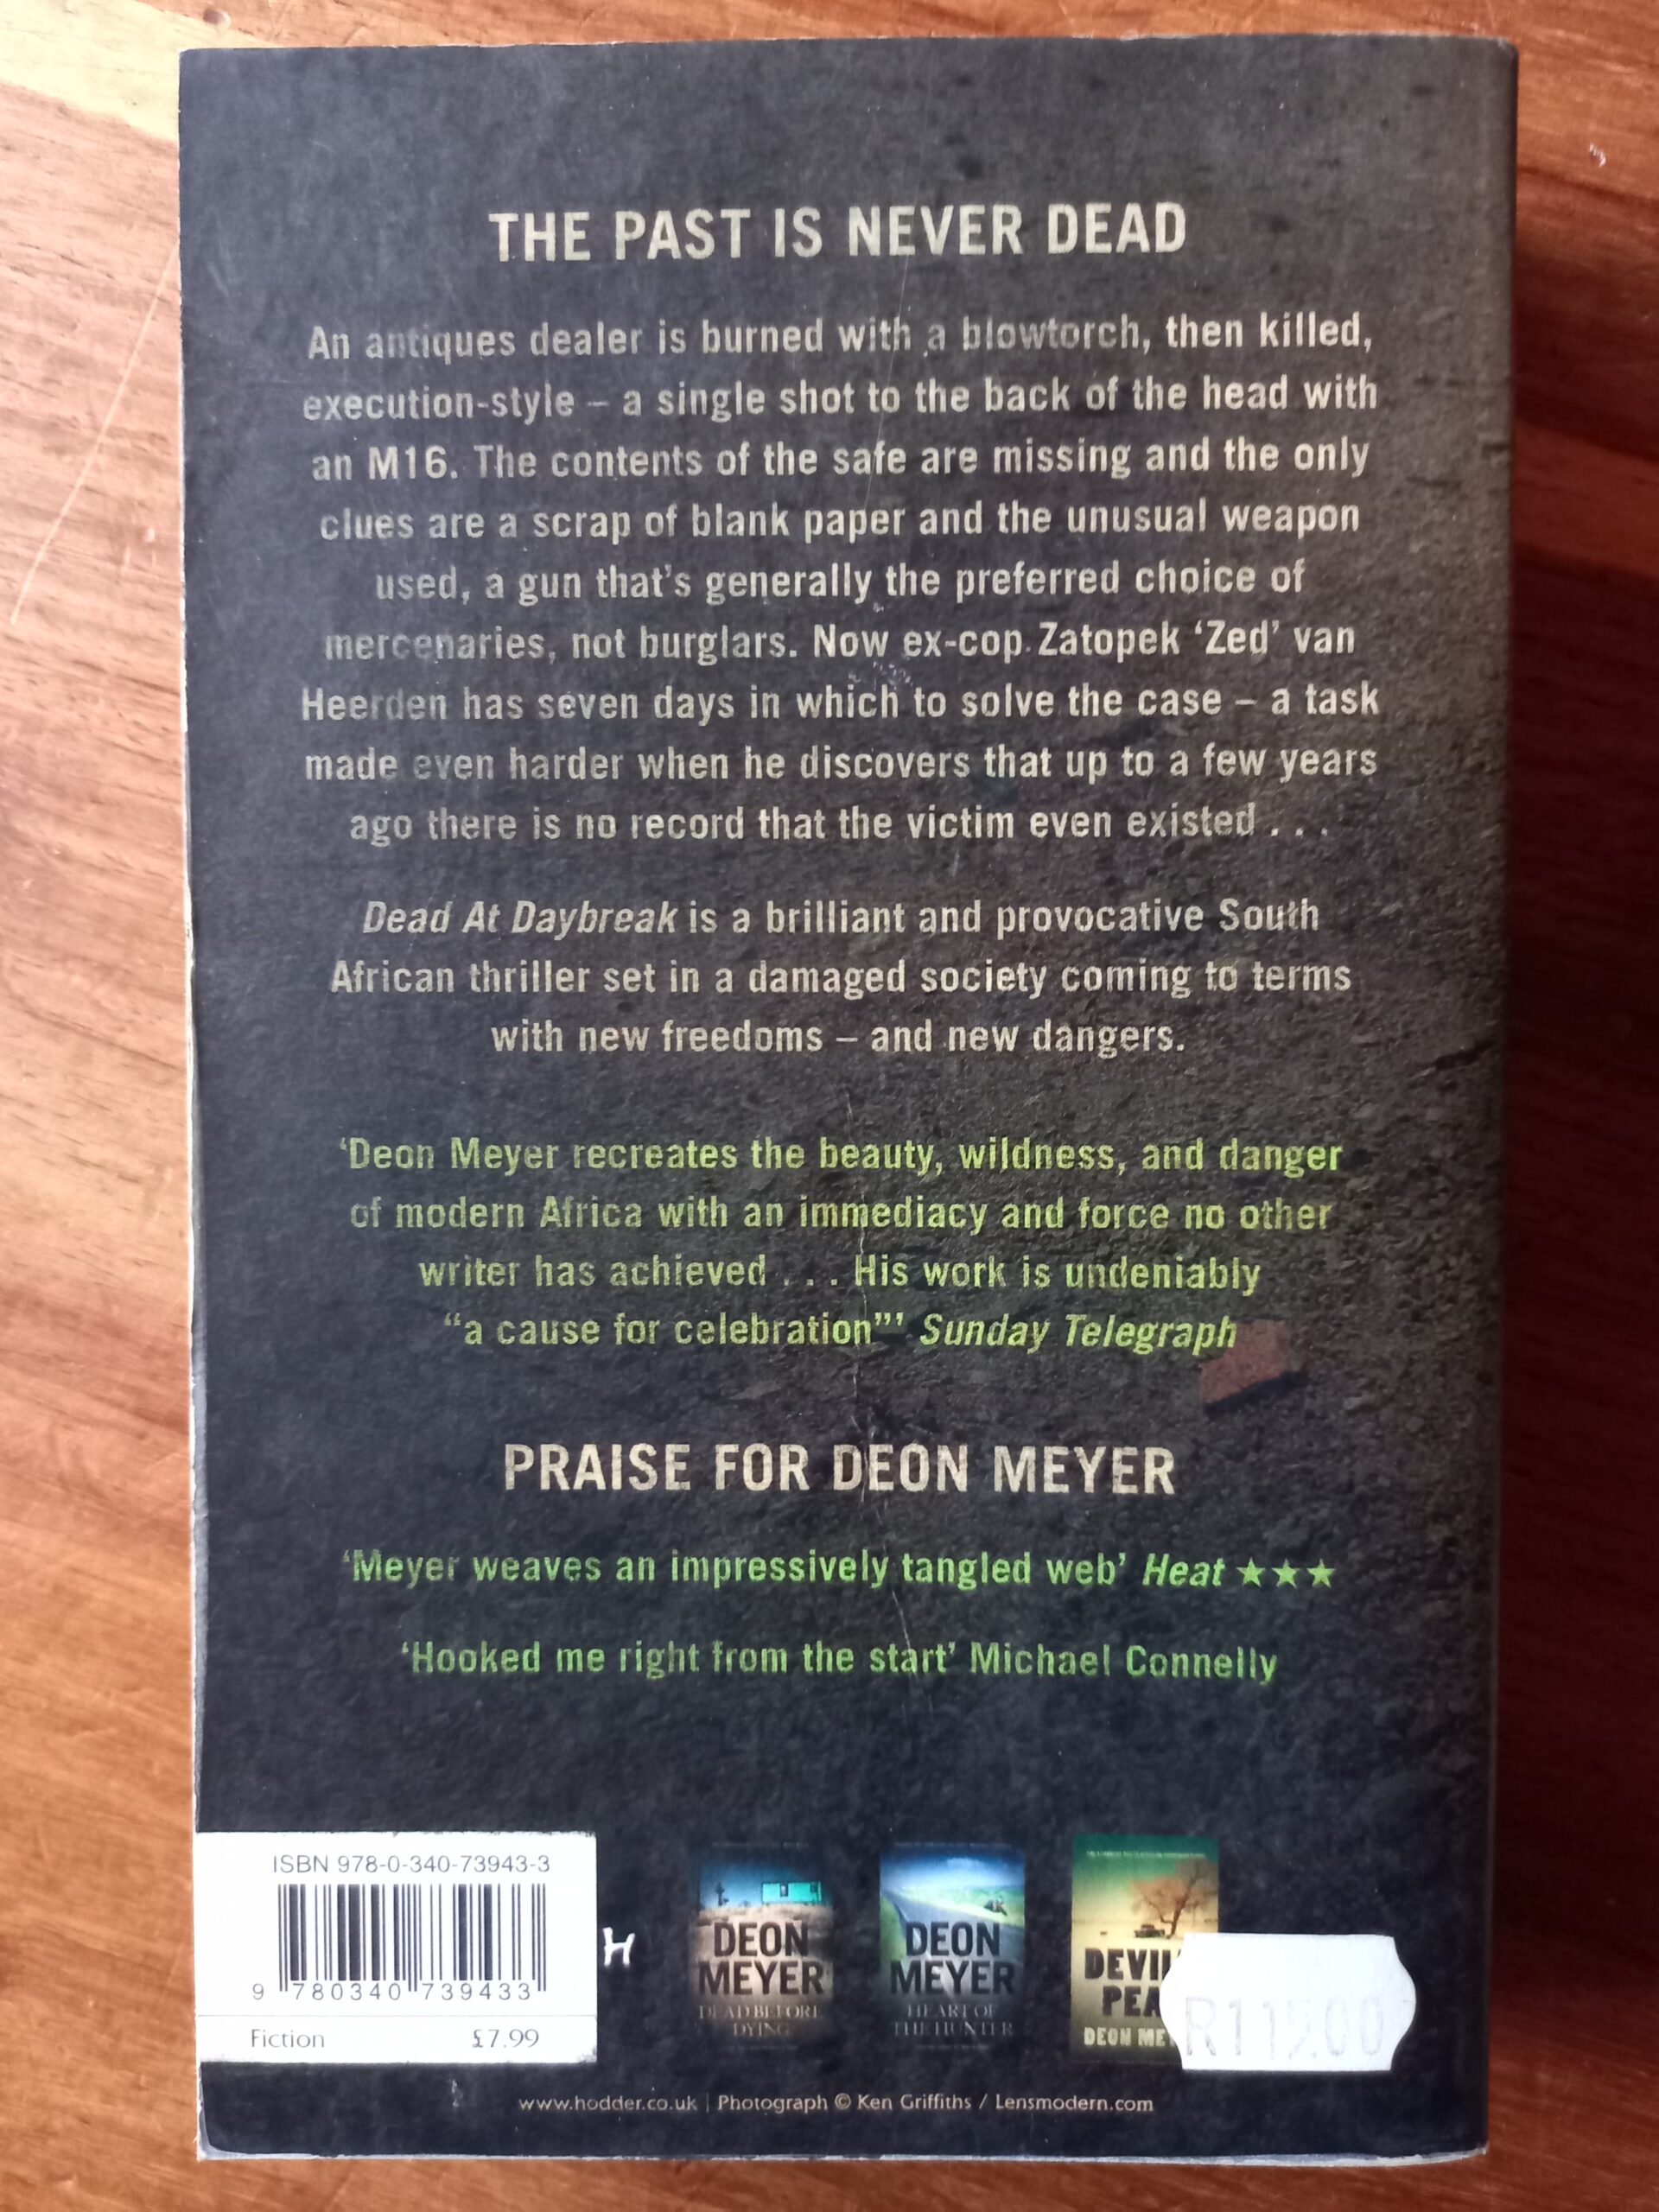 THE PAST IS NEVER DEAD
An antiques dealer is burned with a blowtorch, then killed,
execution-style – a single shot to the back of the head with
an M16. The contents of the safe are missing and the only
clues are a scrap of blank paper and the unusual weapon
used, a gun that's generally the preferred choice of
mercenaries, not burglars. Now ex-cop Zatopek ‘Zed’ van
Heerden has seven days in which to solve the case – a task
made even harder when he discovers that up to a few years
ago there is no record that the victim even existed . . .
Dead At Daybreak is a brilliant and provocative South
African thriller set in a damaged society coming to terms
with new freedoms – and new dangers.
‘Deon Meyer recreates the beauty, wildness, and danger
of modern Africa with an immediacy and force no other
writer has achieved . . . His work is undeniably
“a cause for celebration”’ Sunday Telegraph
PRAISE FOR DEON MEYER
‘Meyer weaves an impressively tangled web’ Heat ★★★
‘Hooked me right from the start’ Michael Connelly
ISBN 978-0-340-73943-3
9 780340 739433
Fiction £7.99
H
DEON
MEYER
DEAD BEFORE
DYING
DEON
MEYER
HEART OF
THE HUNTER
DEVIL
PEA
DEON ME
R115.00
www.hodder.co.uk | Photograph © Ken Griffiths / Lensmodern.com